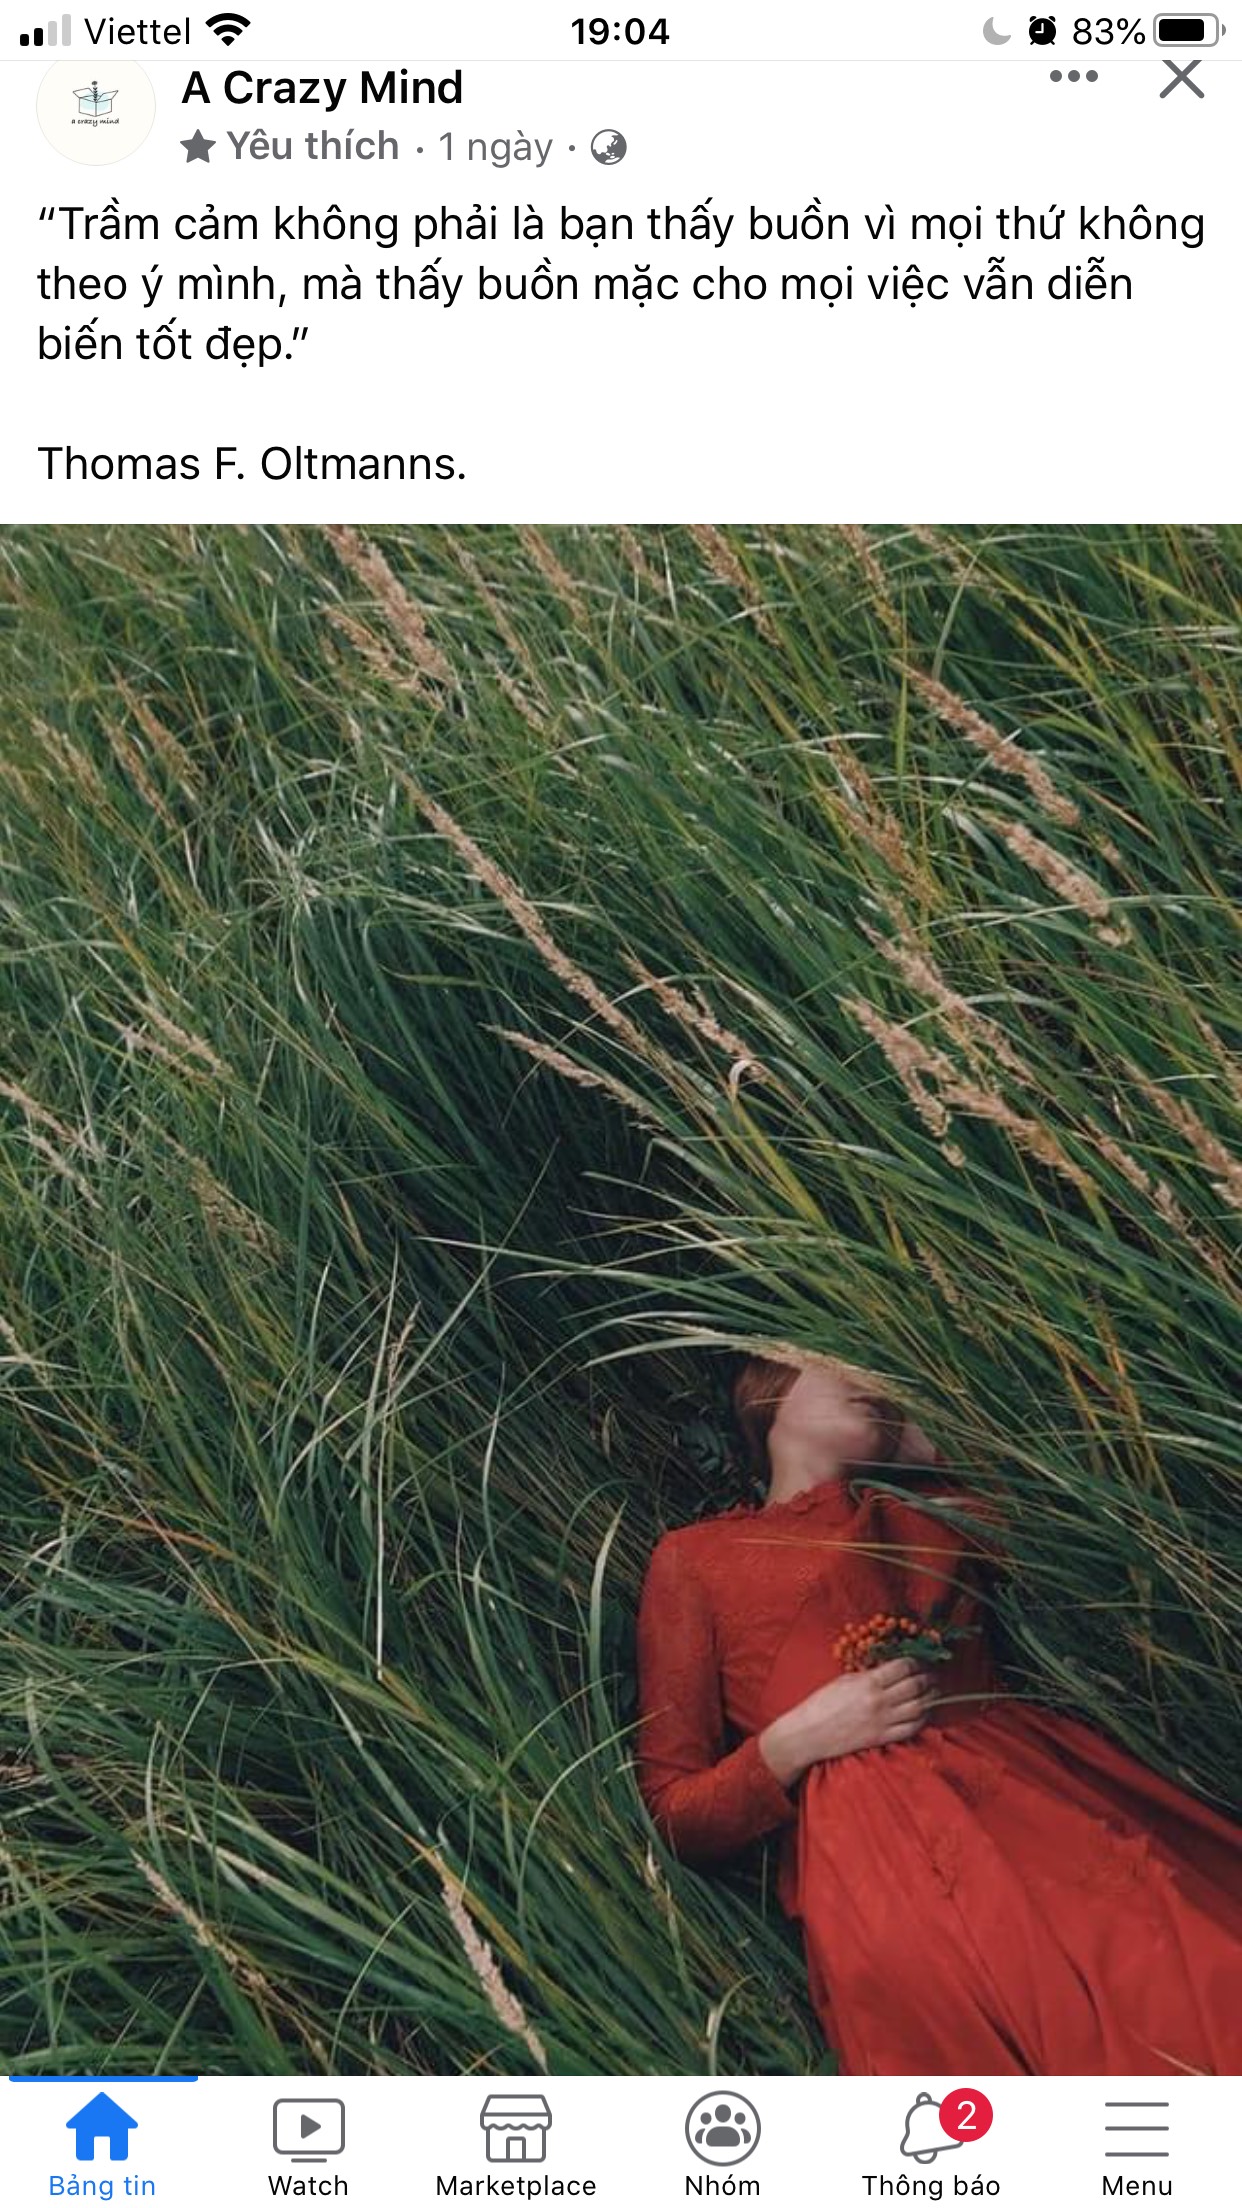 Viettel
19:04
83%
a crazy mind
A Crazy Mind
Yêu thích · 1 ngày ·
“Trầm cảm không phải là bạn thấy buồn vì mọi thứ không
theo ý mình, mà thấy buồn mặc cho mọi việc vẫn diễn
biến tốt đẹp.”
Thomas F. Oltmanns.
2
Bảng tin
Watch
Marketplace
Nhóm
Thông báo
Menu